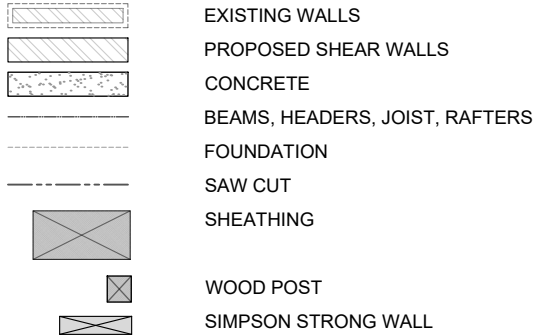 EXISTING WALLS
PROPOSED SHEAR WALLS
CONCRETE
BEAMS, HEADERS, JOIST, RAFTERS
FOUNDATION
SAW CUT
SHEATHING
WOOD POST
SIMPSON STRONG WALL